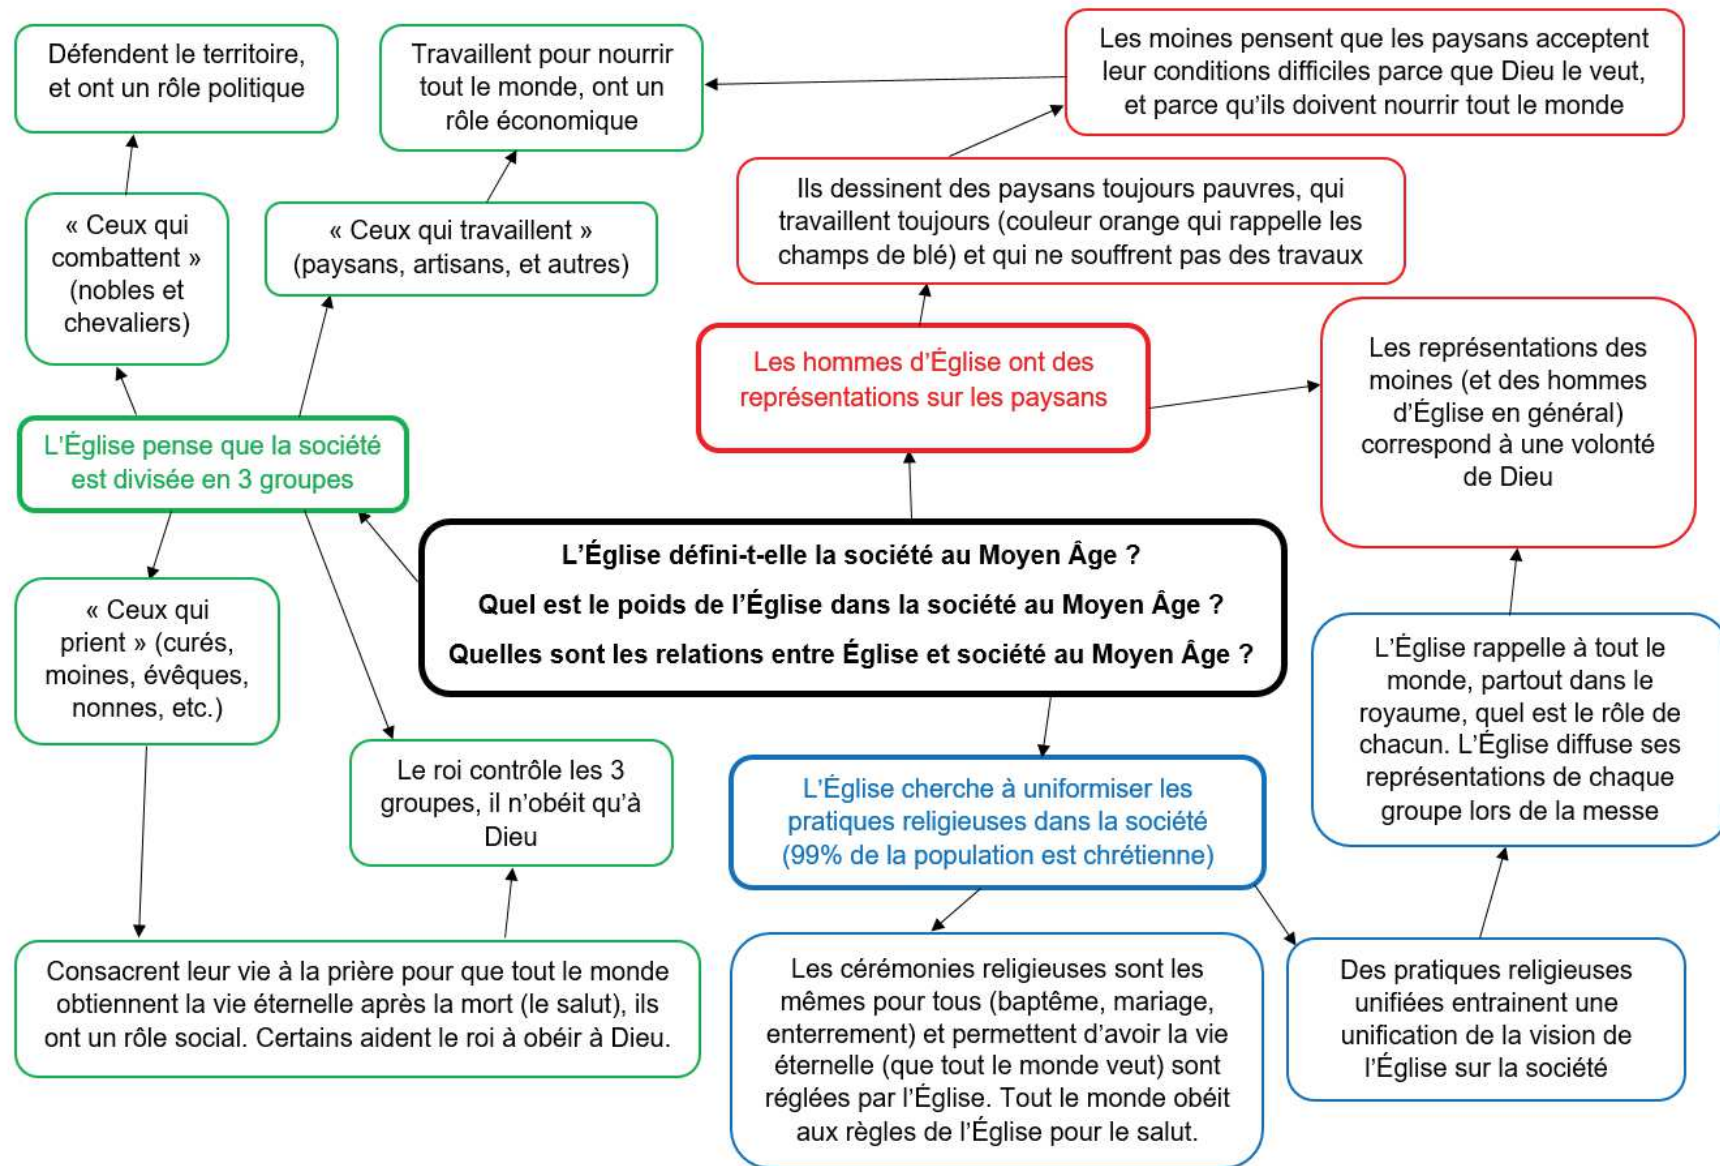 Défendent le territoire,
et ont un rôle politique
Travaillent pour nourrir
tout le monde, ont un
rôle économique
Les moines pensent que les paysans acceptent
leur conditions difficiles parce que Dieu le veut,
et parce qu’ils doivent nourrir tout le monde
« Ceux qui
combattent »
(nobles et
chevaliers)
« Ceux qui travaillent »
(paysans, artisans, et autres)
Ils dessinent des paysans toujours pauvres, qui
travaillent toujours (couleur orange qui rappelle les
champs de blé) et qui ne souffrent pas des travaux
Les hommes d’Église ont des
représentations sur les paysans
Les représentations des
moines (et des hommes
d’Église en général)
correspond à une volonté
de Dieu
L’Église pense que la société
est divisée en 3 groupes
L’Église défini-t-elle la société au Moyen Âge ?
Quel est le poids de l’Église dans la société au Moyen Âge ?
Quelles sont les relations entre Église et société au Moyen Âge ?
« Ceux qui
prient » (curés,
moines, évêques,
nonnes, etc.)
Le roi contrôle les 3
groupes, il n’obéit qu’à
Dieu
L’Église cherche à uniformiser les
pratiques religieuses dans la société
(99% de la population est chrétienne)
L’Église rappelle à tout le
monde, partout dans le
royaume, quel est le rôle de
chacun. L’Église diffuse ses
représentations de chaque
groupe lors de la messe
Consacrent leur vie à la prière pour que tout le monde
obtiennent la vie éternelle après la mort (le salut), ils
ont un rôle social. Certains aident le roi à obéir à Dieu.
Les cérémonies religieuses sont les
mêmes pour tous (baptême, mariage,
enterrement) et permettent d’avoir la vie
éternelle (que tout le monde veut) sont
réglées par l’Église. Tout le monde obéit
aux règles de l’Église pour le salut.
Des pratiques religieuses
unifiées entrainent une
unification de la vision de
l’Église sur la société